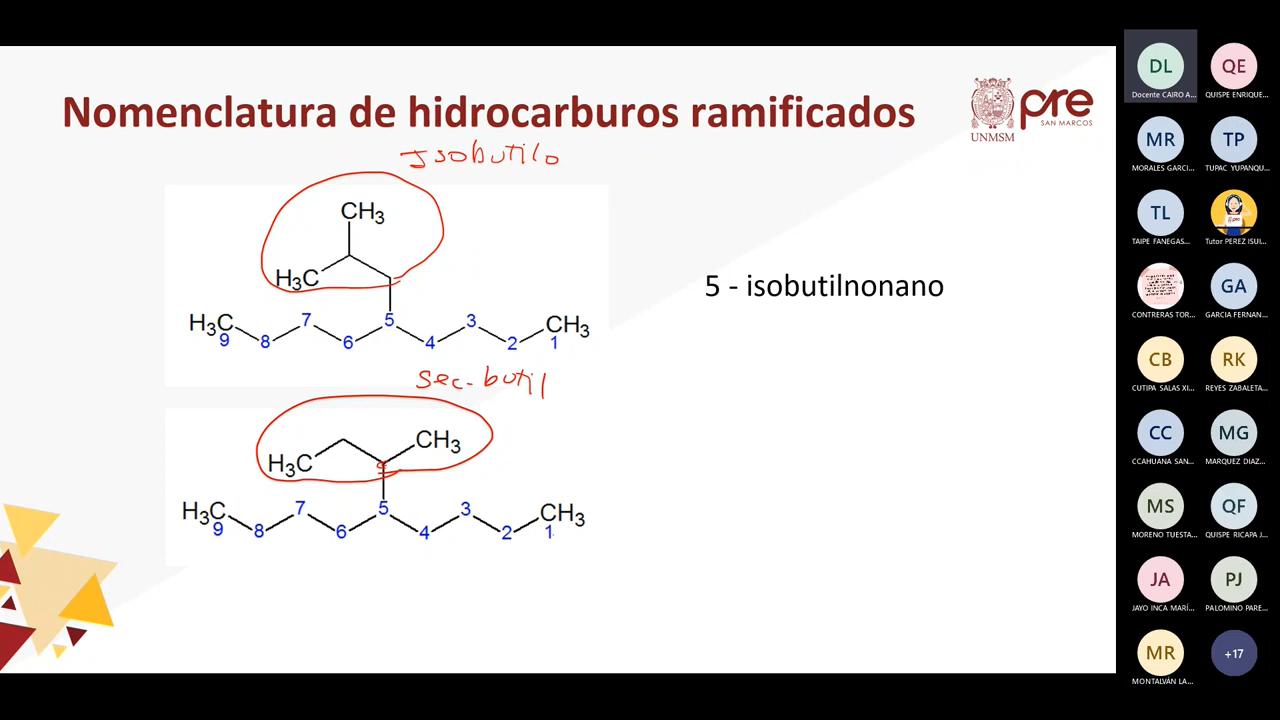 Nomenclatura de hidrocarburos ramificados
UNMSM
pre
SAN MARCOS
Isobutilo
CH3
H3C
5 - isobutilnonano
H3C 9 8 7 6 5 4 3 2 1 CH3
sec-butil
CH3
H3C
H3C 9 8 7 6 5 4 3 2 1 CH3
DL
Docente CAIRO A...
QE
QUISPE ENRIQUE...
MR
MORALES GARCI...
TP
TUPAC YUPANQU...
TL
TAIPE FANEGAS...
Tutor PEREZ ISUI...
CONTRERAS TOR...
GA
GARCIA FERNAN...
CB
CUTIPA SALAS XI...
RK
REYES ZABALETA...
CC
CCAHUANA SAN...
MG
MARQUEZ DIAZ...
MS
MORENO TUESTA...
QF
QUISPE RICAPA J...
JA
JAYO INCA MARÍ...
PJ
PALOMINO PARE...
MR
MONTALVÁN LA...
+17